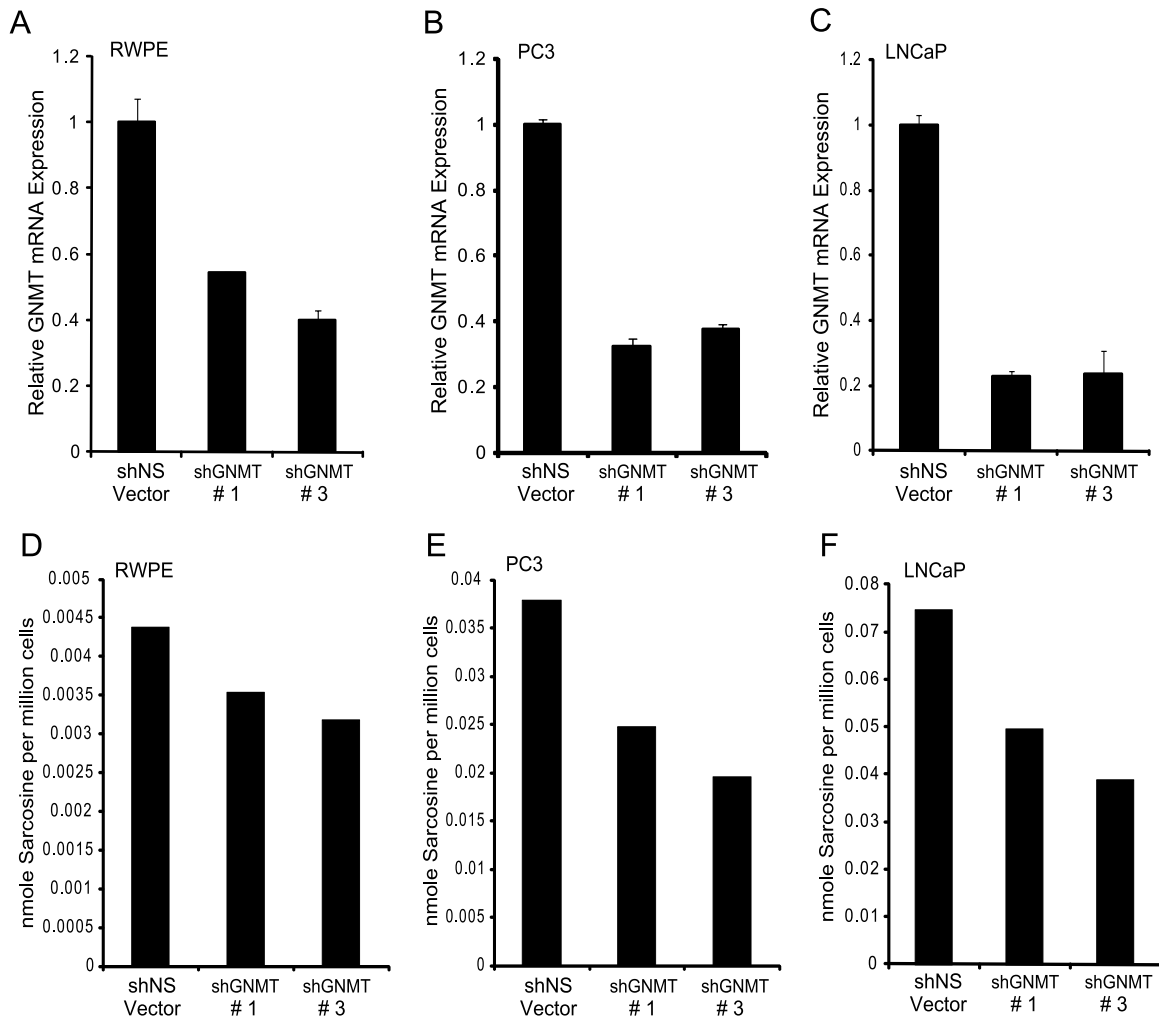 A
RWPE
Relative GNMT mRNA Expression
1.2
1
0.8
0.6
0.4
0.2
0
shNS
Vector
shGNMT
# 1
shGNMT
# 3
B
PC3
Relative GNMT mRNA Expression
1.2
1
0.8
0.6
0.4
0.2
0
shNS
Vector
shGNMT
# 1
shGNMT
# 3
C
LNCaP
Relative GNMT mRNA Expression
1.2
1
0.8
0.6
0.4
0.2
0
shNS
Vector
shGNMT
# 1
shGNMT
# 3
D
RWPE
nmole Sarcosine per million cells
0.005
0.0045
0.004
0.0035
0.003
0.0025
0.002
0.0015
0.001
0.0005
0
shNS
Vector
shGNMT
# 1
shGNMT
# 3
E
PC3
nmole Sarcosine per million cells
0.04
0.035
0.03
0.025
0.02
0.015
0.01
0.005
0
shNS
Vector
shGNMT
# 1
shGNMT
# 3
F
LNCaP
nmole Sarcosine per million cells
0.08
0.07
0.06
0.05
0.04
0.03
0.02
0.01
0
shNS
Vector
shGNMT
# 1
shGNMT
# 3